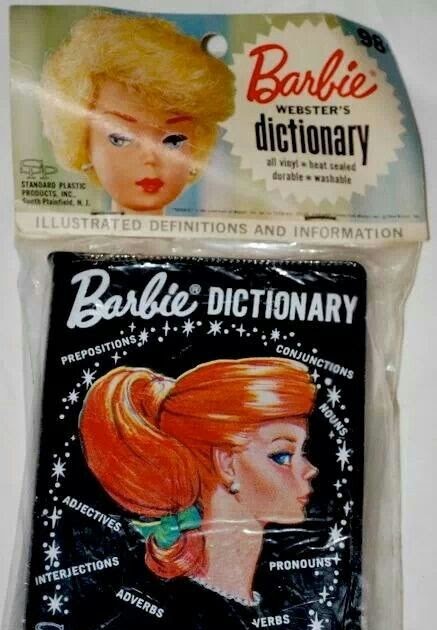 98
Barbie®
WEBSTER'S
dictionary
all vinyl • heat sealed
durable • washable
SPP
STANDARD PLASTIC
PRODUCTS, INC.
South Plainfield, N. J.
ILLUSTRATED DEFINITIONS AND INFORMATION
Barbie® DICTIONARY
PREPOSITIONS
CONJUNCTIONS
NOUNS
ADJECTIVES
INTERJECTIONS
PRONOUNS
ADVERBS
VERBS